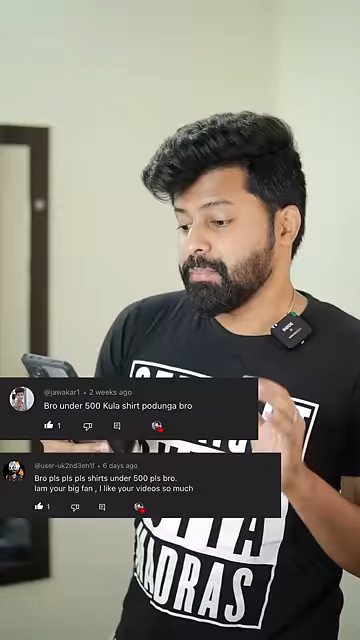 @jawakar1 • 2 weeks ago
Bro under 500 Kula shirt podunga bro
1
@user-uk2nd3eh1f • 6 days ago
Bro pls pls pls shirts under 500 pls bro.
Iam your big fan , I like your videos so much
1
MADRAS